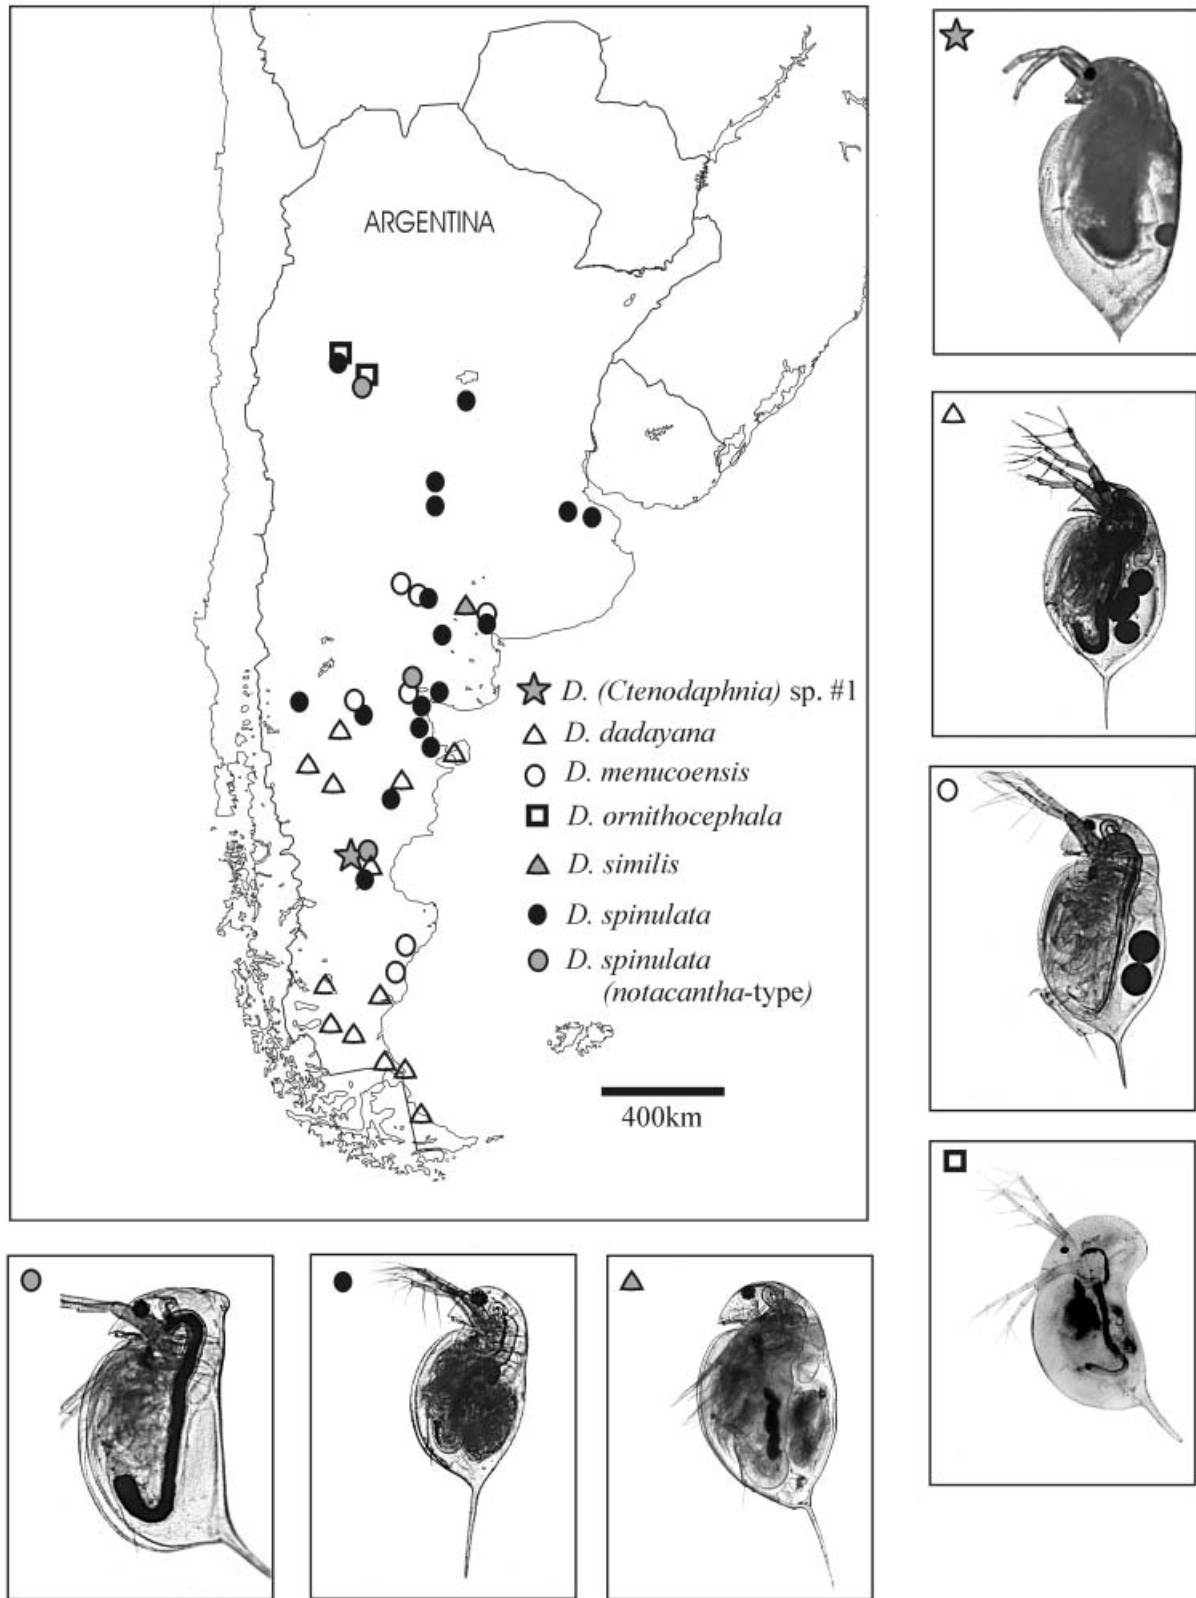 ARGENTINA
D. (Ctenodaphnia) sp. #1
D. dadayana
D. menucoensis
D. ornithocephala
D. similis
D. spinulata
D. spinulata
(notacantha-type)
400km